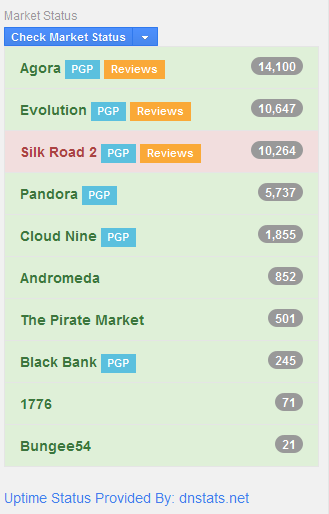 Market Status
Check Market Status
Agora PGP Reviews 14,100
Evolution PGP Reviews 10,647
Silk Road 2 PGP Reviews 10,264
Pandora PGP 5,737
Cloud Nine PGP 1,855
Andromeda 852
The Pirate Market 501
Black Bank PGP 245
1776 71
Bungee54 21
Uptime Status Provided By: dnstats.net